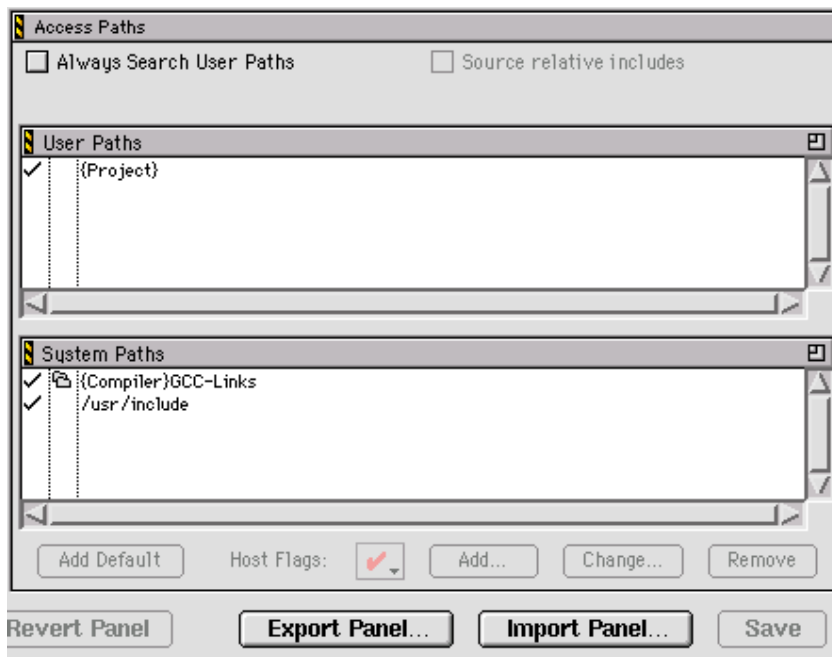 Access Paths
Always Search User Paths Source relative includes
User Paths
{Project}
System Paths
{Compiler}GCC-Links
/usr/include
Add Default Host Flags: Add... Change... Remove
Revert Panel Export Panel... Import Panel... Save